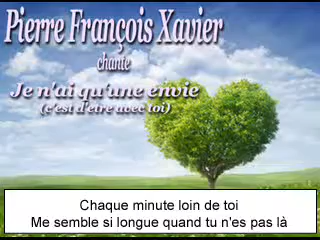 Pierre François Xavier
chante
Je n'ai qu'une envie
(c'est d'etre avec toi)
Chaque minute loin de toi
Me semble si longue quand tu n'es pas là